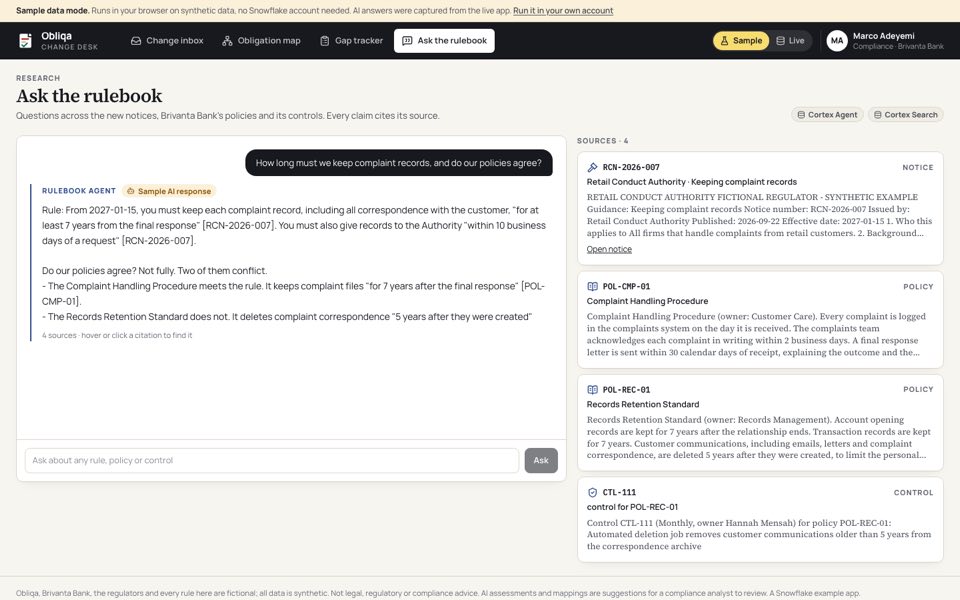 Sample data mode. Runs in your browser on synthetic data, no Snowflake account needed. AI answers were captured from the live app. Run it in your own account
Obliqa
CHANGE DESK
Change inbox
Obligation map
Gap tracker
Ask the rulebook
Sample
Live
MA
Marco Adeyemi
Compliance · Brivanta Bank
RESEARCH
Ask the rulebook
Questions across the new notices, Brivanta Bank's policies and its controls. Every claim cites its source.
Cortex Agent
Cortex Search
How long must we keep complaint records, and do our policies agree?
RULEBOOK AGENT
Sample AI response
Rule: From 2027-01-15, you must keep each complaint record, including all correspondence with the customer, "for at
least 7 years from the final response" [RCN-2026-007]. You must also give records to the Authority "within 10 business
days of a request" [RCN-2026-007].
Do our policies agree? Not fully. Two of them conflict.
- The Complaint Handling Procedure meets the rule. It keeps complaint files "for 7 years after the final response" [POL-
CMP-01].
- The Records Retention Standard does not. It deletes complaint correspondence "5 years after they were created"
4 sources · hover or click a citation to find it
Ask about any rule, policy or control
Ask
SOURCES · 4
RCN-2026-007
NOTICE
Retail Conduct Authority · Keeping complaint records
RETAIL CONDUCT AUTHORITY FICTIONAL REGULATOR - SYNTHETIC EXAMPLE
Guidance: Keeping complaint records Notice number: RCN-2026-007 Issued by:
Retail Conduct Authority Published: 2026-09-22 Effective date: 2027-01-15 1. Who this
applies to All firms that handle complaints from retail customers. 2. Background...
Open notice
POL-CMP-01
POLICY
Complaint Handling Procedure
Complaint Handling Procedure (owner: Customer Care). Every complaint is logged
in the complaints system on the day it is received. The complaints team
acknowledges each complaint in writing within 2 business days. A final response
letter is sent within 30 calendar days of receipt, explaining the outcome and the...
POL-REC-01
POLICY
Records Retention Standard
Records Retention Standard (owner: Records Management). Account opening
records are kept for 7 years after the relationship ends. Transaction records are kept
for 7 years. Customer communications, including emails, letters and complaint
correspondence, are deleted 5 years after they were created, to limit the personal...
CTL-111
CONTROL
control for POL-REC-01
Control CTL-111 (Monthly, owner Hannah Mensah) for policy POL-REC-01:
Automated deletion job removes customer communications older than 5 years from
the correspondence archive
Obliqa, Brivanta Bank, the regulators and every rule here are fictional; all data is synthetic. Not legal, regulatory or compliance advice. AI assessments and mappings are suggestions for a compliance analyst to review. A Snowflake example app.